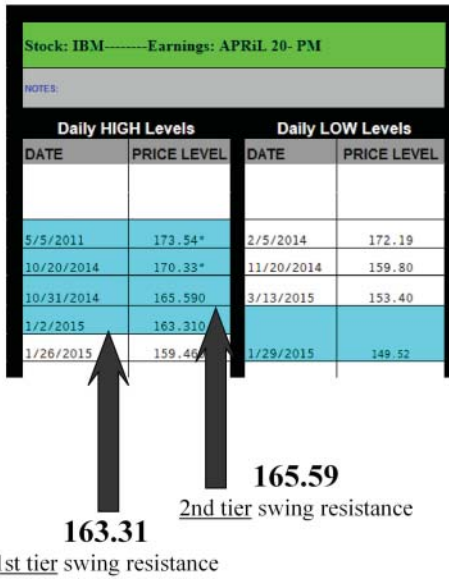 Stock: IBM--------Earnings: APRiL 20- PM
NOTES:
Daily HIGH Levels Daily LOW Levels
DATE PRICE LEVEL DATE PRICE LEVEL
5/5/2011 173.54* 2/5/2014 172.19
10/20/2014 170.33* 11/20/2014 159.80
10/31/2014 165.590 3/13/2015 153.40
1/2/2015 163.310
1/26/2015 159.46 1/29/2015 149.52
165.59
2nd tier swing resistance
163.31
1st tier swing resistance